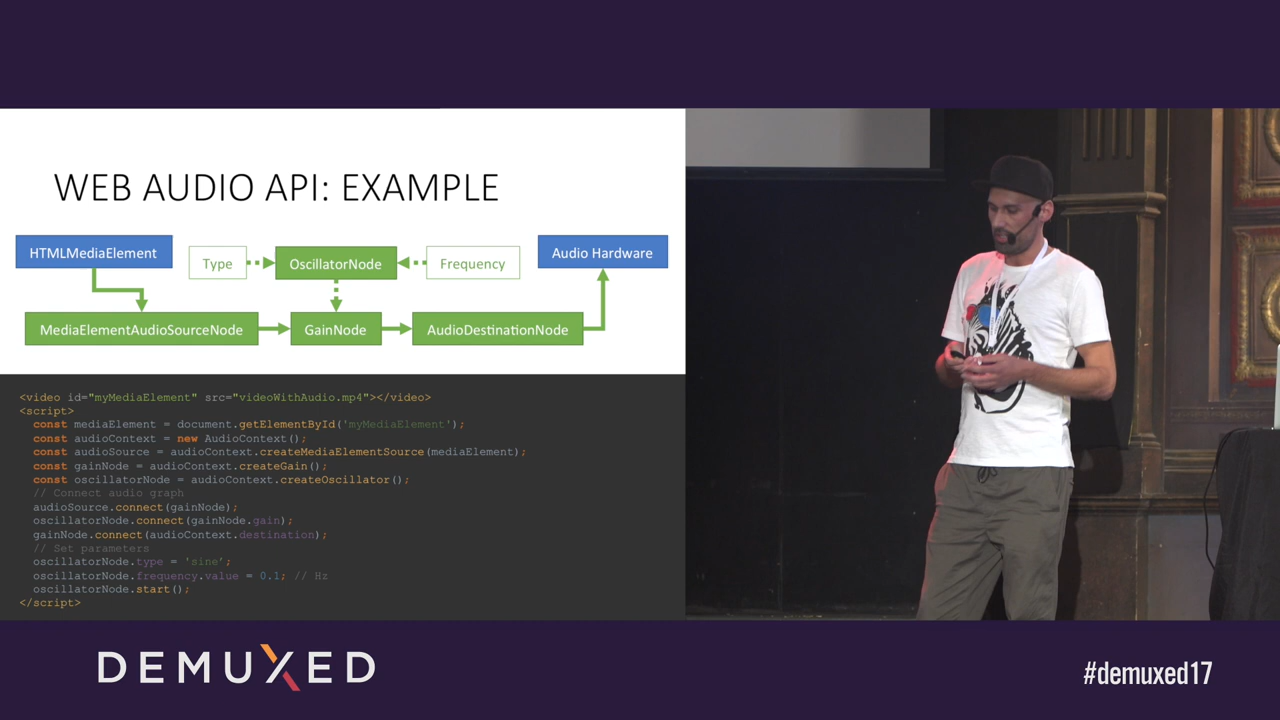 WEB AUDIO API: EXAMPLE
HTMLMediaElement
Type
OscillatorNode
Frequency
Audio Hardware
MediaElementAudioSourceNode
GainNode
AudioDestinationNode
<video id="myMediaElement" src="videoWithAudio.mp4"></video>
<script>
const mediaElement = document.getElementById('myMediaElement');
const audioContext = new AudioContext();
const audioSource = audioContext.createMediaElementSource(mediaElement);
const gainNode = audioContext.createGain();
const oscillatorNode = audioContext.createOscillator();
// Connect audio graph
audioSource.connect(gainNode);
oscillatorNode.connect(gainNode.gain);
gainNode.connect(audioContext.destination);
// Set parameters
oscillatorNode.type = 'sine';
oscillatorNode.frequency.value = 0.1; // Hz
oscillatorNode.start();
</script>
DEMUXED
#demuxed17